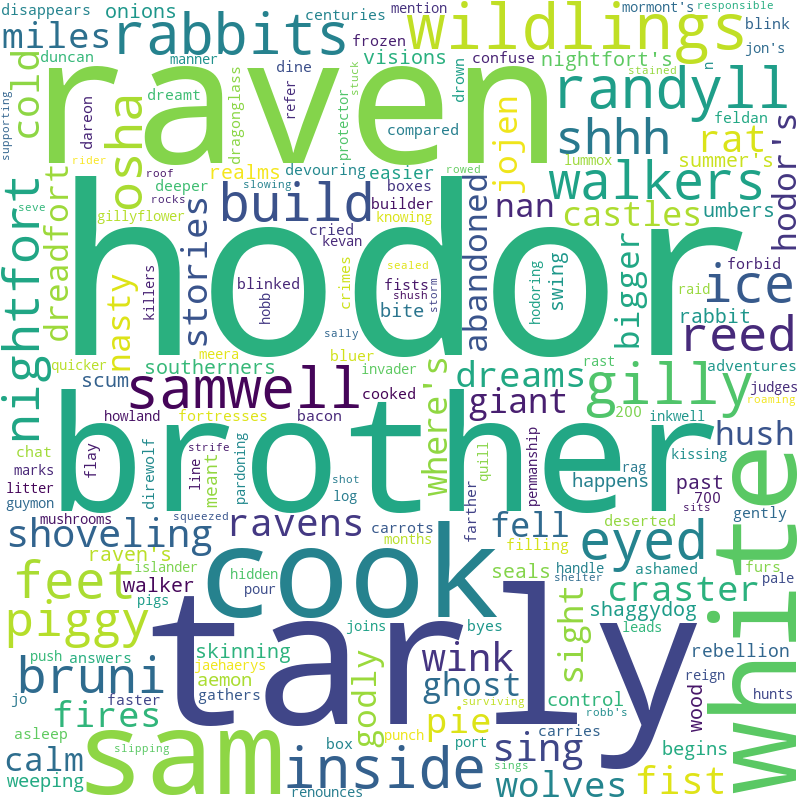 disappears
onions
centuries
mention
mormont's
responsible
miles
rabbits
frozen
wildlings
blink
duncan
manner
dine
visions
confuse
nightfort's
jon's
cold
raven
randyll
dareon
dreamt
refer
dragonglass
stuck
protector
drown
n
feldan
supporting
osha
compared
shhh
rat
rider
roof
realms
devouring
easier
jojen
lummox
summer's
deeper
slowing
boxes
walkers
hodor's
seve
rocks
gillyflower
build
builder
knowing
nan
castles
umbers
nightfort
dreadfort
stories
hodor
cried
kevan
abandoned
bigger
forbid
killers
blinked
crimes
sealed
fists
storm
swing
raid
ice
nasty
hobb
shush
bite
hodoring
rabbit
sally
reed
quicker
meera
bluer
invader
where's
rast
adventures
southerners
samwell
dreams
gilly
judges
scum
cooked
giant
roaming
howland
fortresses
bacon
200
inkwell
brother
hush
white
chat
strife
line
kissing
marks
flay
direwolf
meant
pardoning
shot
quill
penmanship
happens
rag
past
litter
log
farther
700
sits
guymon
mushrooms
squeezed
carrots
fell
deserted
gently
stained
shoveling
ravens
months
filling
eyed
raven's
islander
furs
feet
walker
hidden
cook
shelter
handle
ashamed
pale
pigs
pour
seals
craster
piggy
tarly
sight
shaggydog
joins
byes
leads
push
answers
skinning
wink
rebellion
bruni
jaehaerys
godly
ghost
reign
hunts
aemon
surviving
control
wood
jo
gathers
faster
robb's
fires
sam
punch
pie
port
carries
begins
asleep
box
sing
calm
slipping
inside
weeping
sings
wolves
fist
renounces
rowed